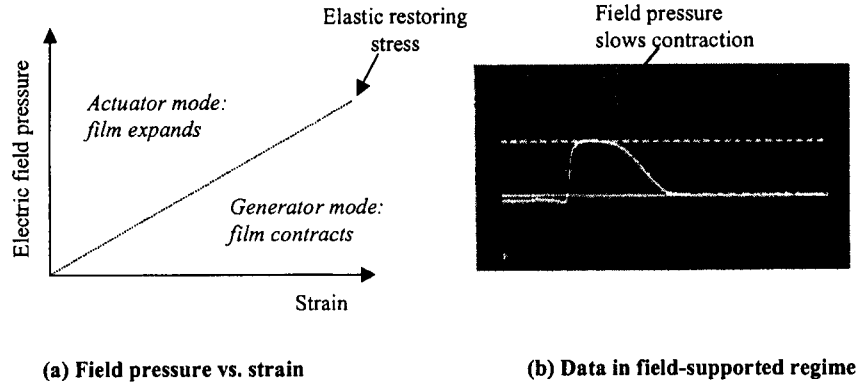 Elastic restoring
stress
Field pressure
slows contraction
Electric field pressure
Actuator mode:
film expands
Generator mode:
film contracts
Strain
(a) Field pressure vs. strain
(b) Data in field-supported regime